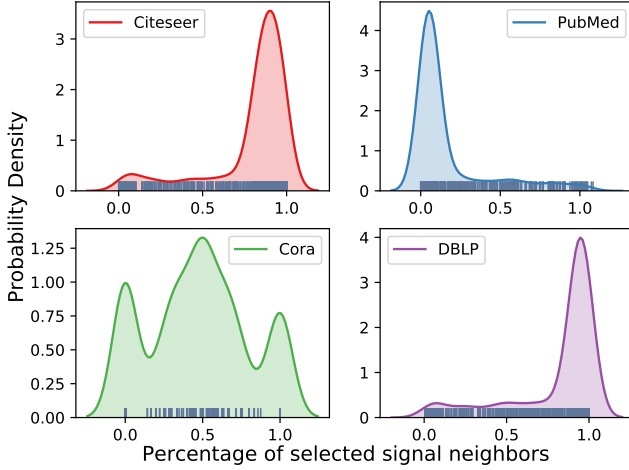 Probability Density
Citeseer
3
2
1
0
0.0 0.5 1.0
PubMed
4
3
2
1
0
0.0 0.5 1.0
Cora
1.25
1.00
0.75
0.50
0.25
0.00
0.0 0.5 1.0
DBLP
4
3
2
1
0
0.0 0.5 1.0
Percentage of selected signal neighbors